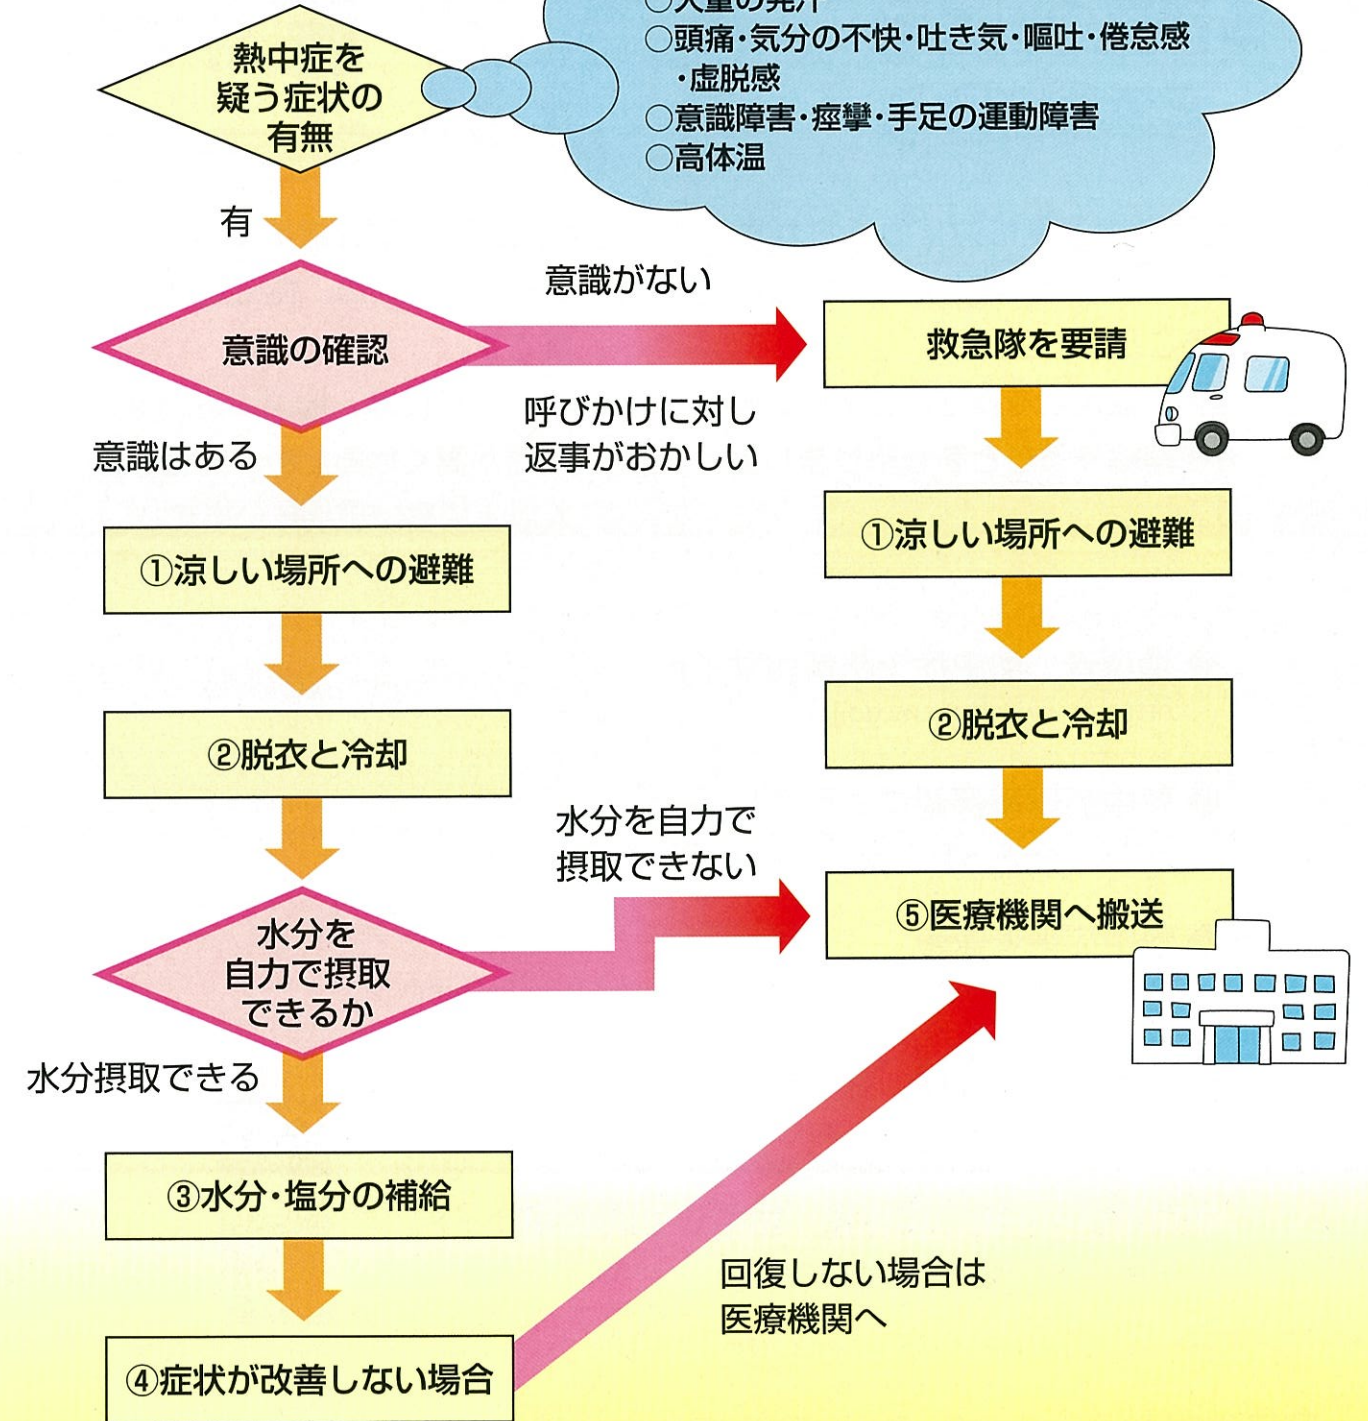 熱中症を
疑う症状の
有無
○頭痛・気分の不快・吐き気・嘔吐・倦怠感
・虚脱感
○意識障害・痙攣・手足の運動障害
○高体温
有
意識の確認
意識がない
呼びかけに対し
返事がおかしい
救急隊を要請
意識はある
①涼しい場所への避難
①涼しい場所への避難
②脱衣と冷却
②脱衣と冷却
水分を自力で
摂取できない
⑤医療機関へ搬送
水分を
自力で摂取
できるか
水分摂取できる
③水分・塩分の補給
回復しない場合は
医療機関へ
④症状が改善しない場合